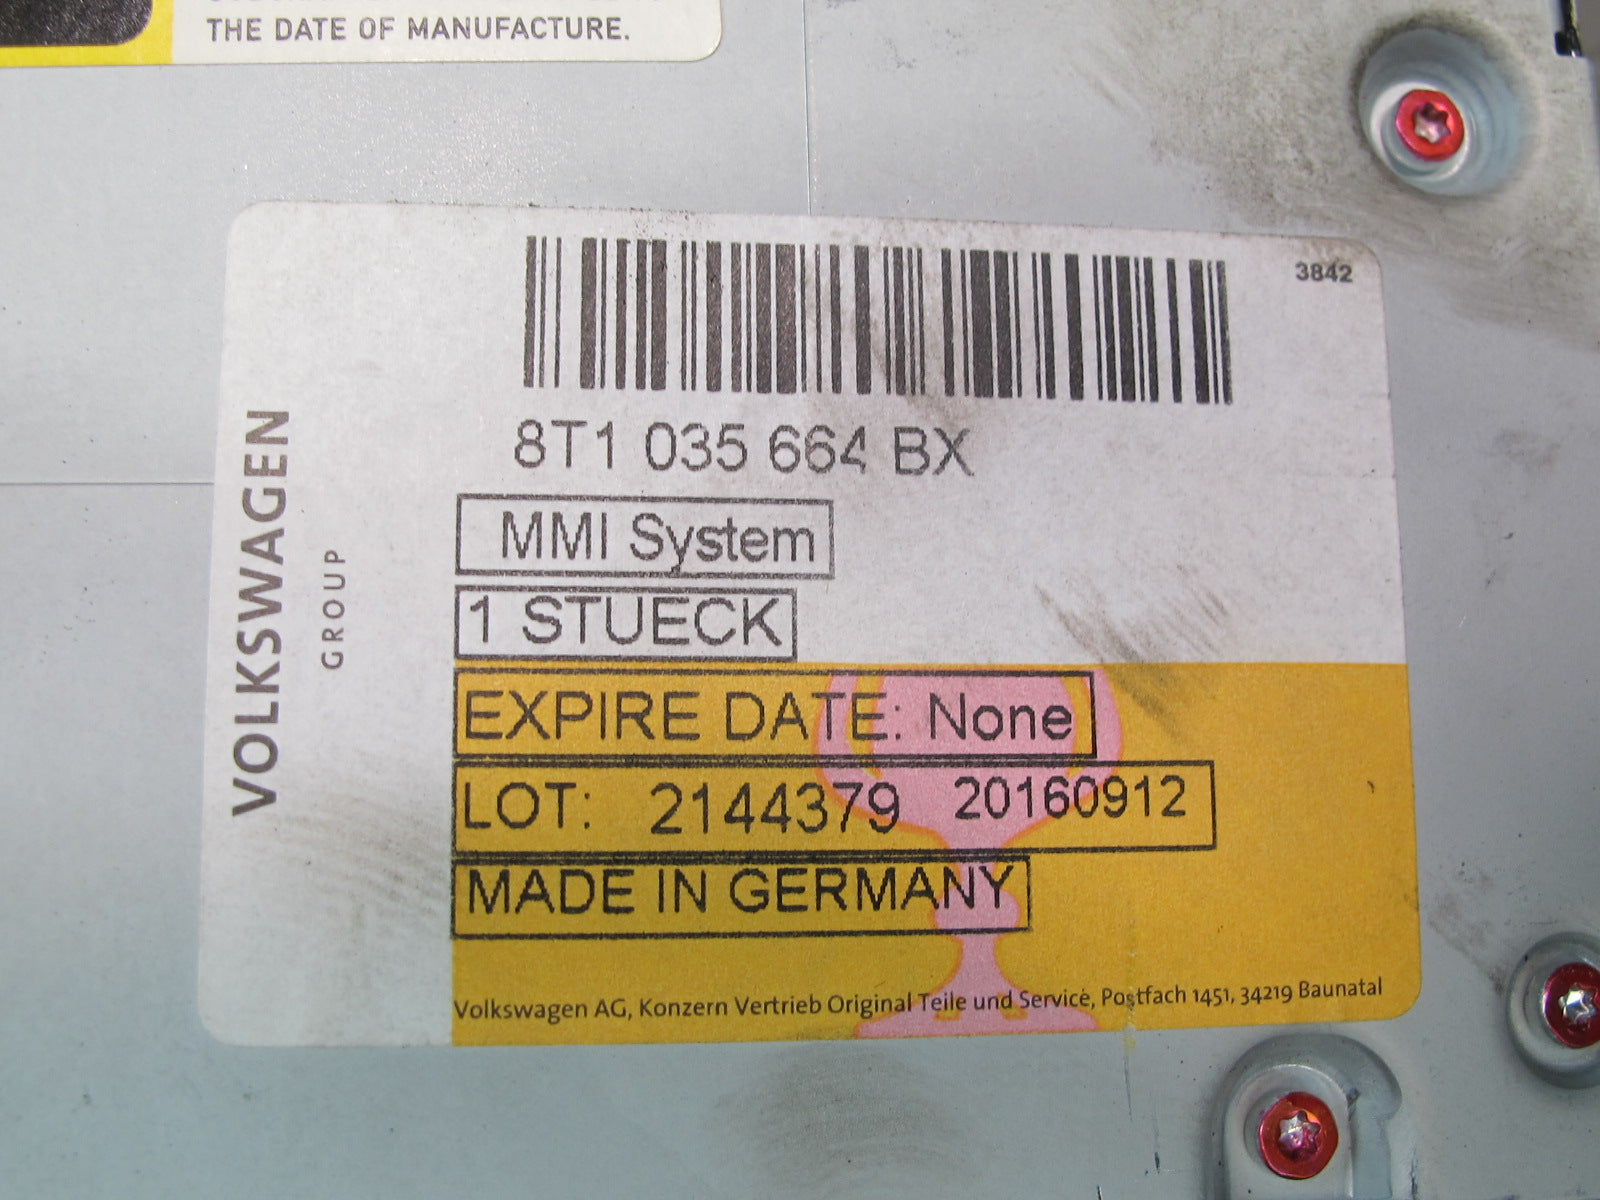 THE DATE OF MANUFACTURE.
3842
8T1 035 664 BX
MMI System
1 STUECK
EXPIRE DATE: None
LOT: 2144379 20160912
MADE IN GERMANY
Volkswagen AG, Konzern Vertrieb Original Teile und Service, Postfach 1451, 34219 Baunatal
VOLKSWAGEN
GROUP